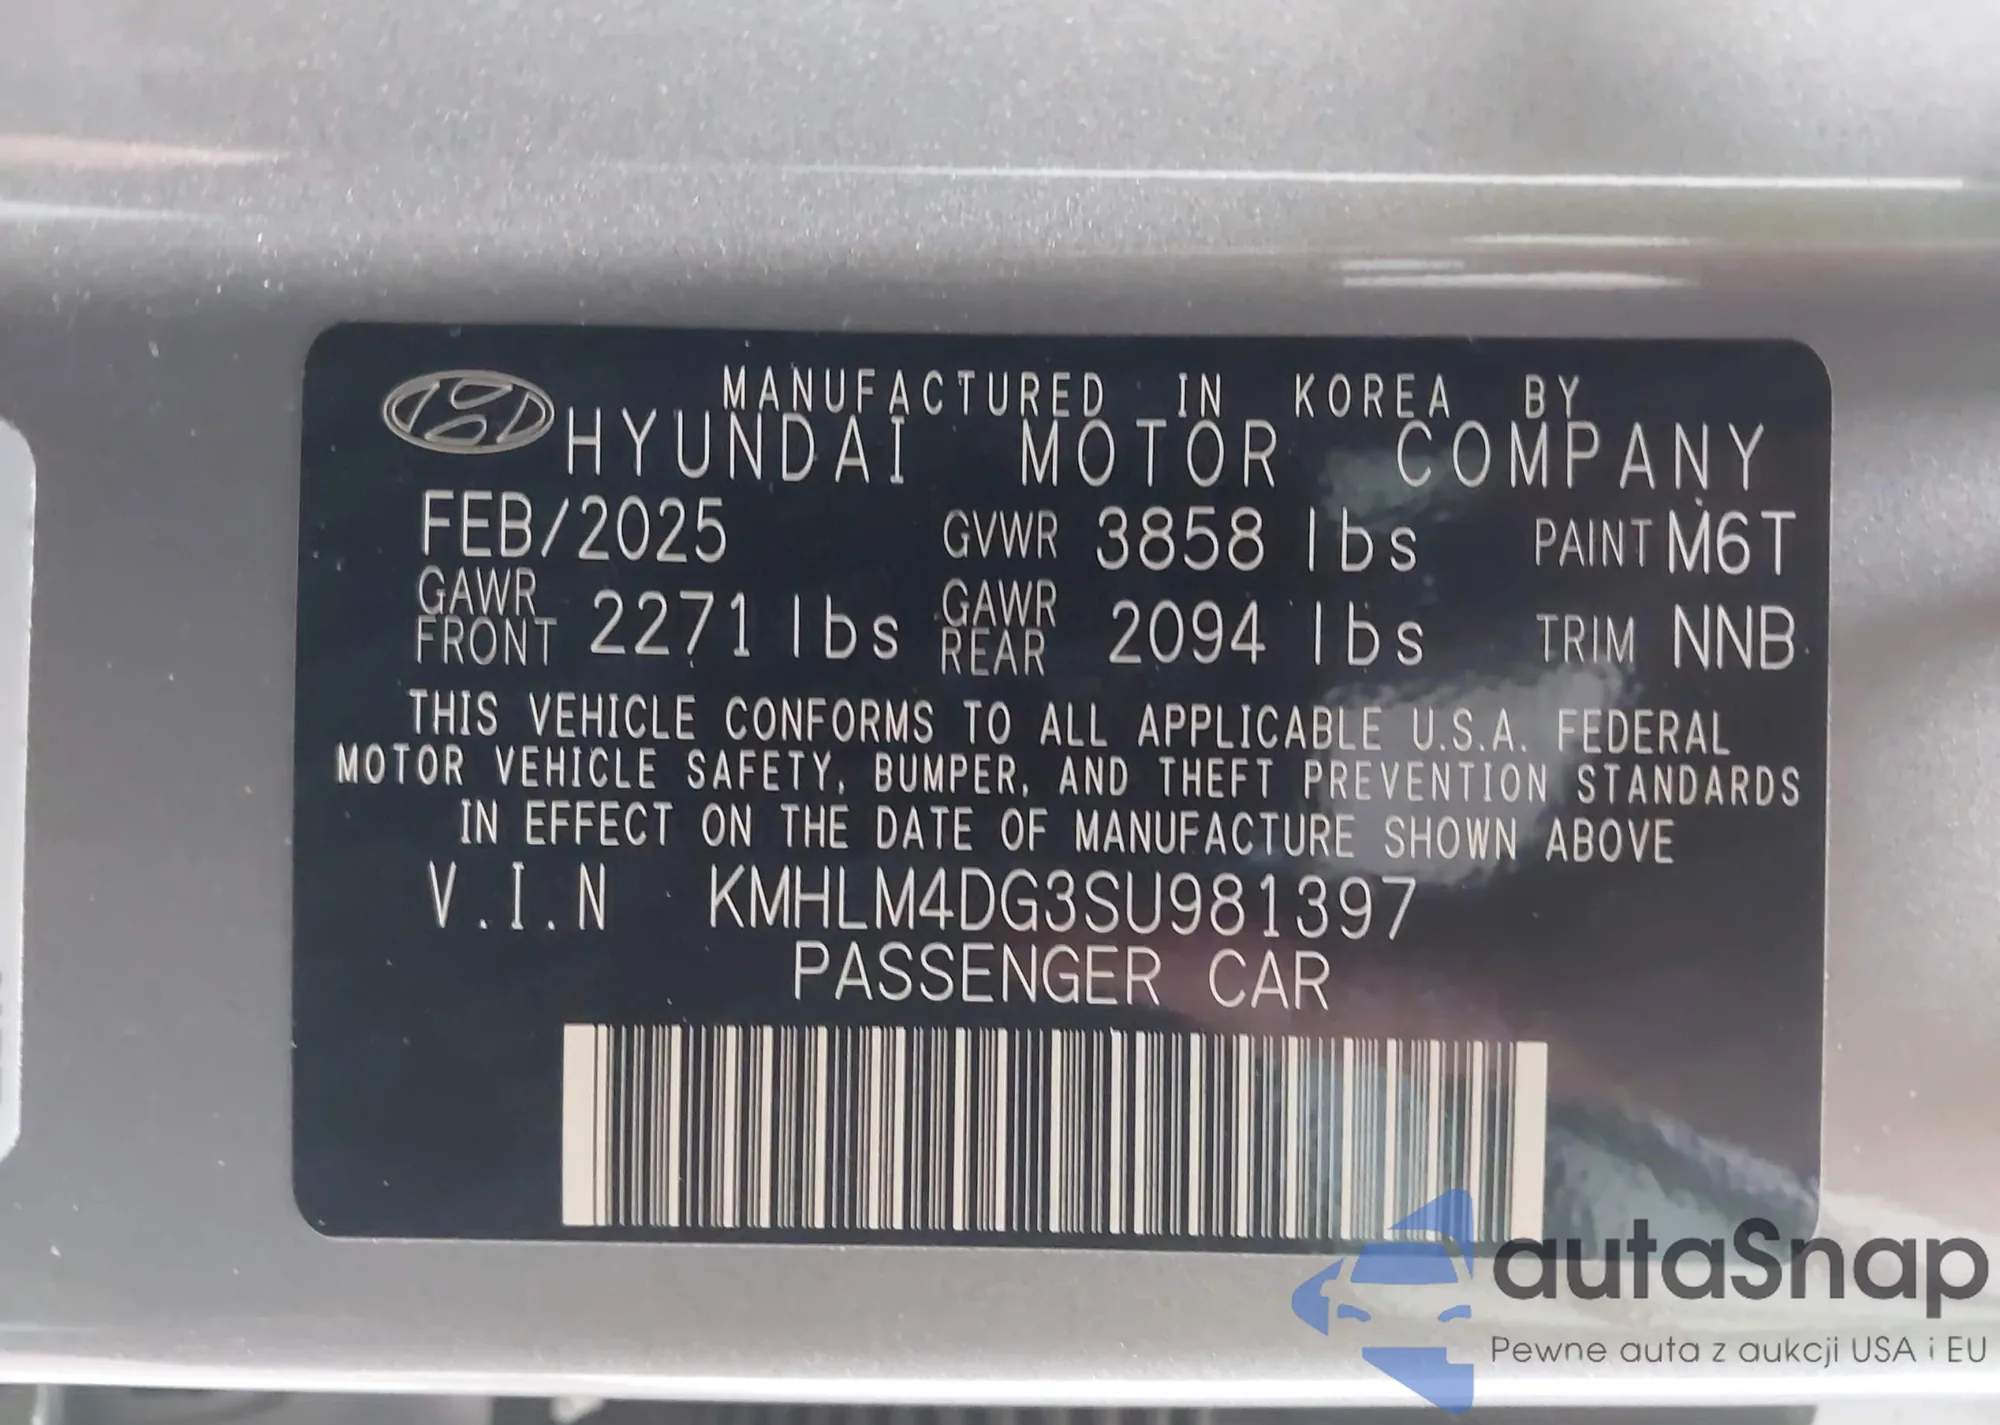 MANUFACTURED IN KOREA BY
HYUNDAI MOTOR COMPANY
FEB/2025 GVWR 3858 lbs PAINT M6T
GAWR FRONT 2271 lbs GAWR REAR 2094 lbs TRIM NNB
THIS VEHICLE CONFORMS TO ALL APPLICABLE U.S.A. FEDERAL
MOTOR VEHICLE SAFETY, BUMPER, AND THEFT PREVENTION STANDARDS
IN EFFECT ON THE DATE OF MANUFACTURE SHOWN ABOVE
V.I.N KMHLM4DG3SU981397
PASSENGER CAR
autaSnap
Pewne auta z aukcji USA i EU